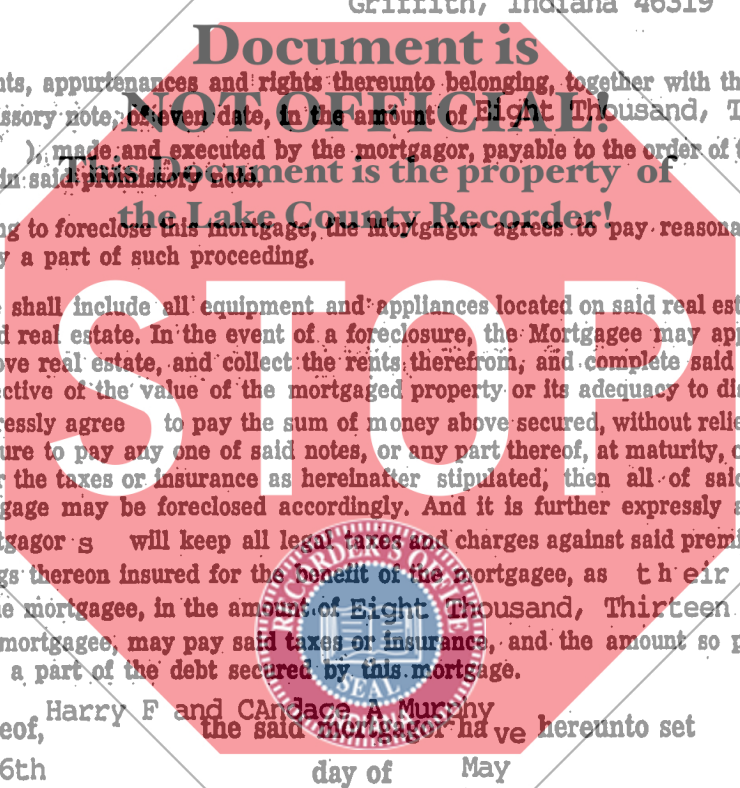 Griffith, Indiana 46319
Document is
nts, appurtenances and rights thereunto belonging, together with th
NOT OFFICIAL!
issory note, of even date, in the amount of Eight Thousand, T
), made and executed by the mortgagor, payable to the order of t
This Document is the property of
in said promissory note.
the Lake County Recorder!
ng to foreclose this mortgage, the Mortgagor agrees to pay reasona
y a part of such proceeding.
STOP
e shall include all equipment and appliances located on said real est
d real estate. In the event of a foreclosure, the Mortgagee may app
ove real estate, and collect the rents therefrom, and complete said
ective of the value of the mortgaged property or its adequacy to di
ressly agree to pay the sum of money above secured, without relie
ure to pay any one of said notes, or any part thereof, at maturity, o
r the taxes or insurance as hereinafter stipulated, then all of said
gage may be foreclosed accordingly. And it is further expressly a
tgagor s will keep all legal taxes and charges against said premi
gs thereon insured for the benefit of the mortgagee, as their
e mortgagee, in the amount of Eight Thousand, Thirteen
mortgagee, may pay said taxes or insurance, and the amount so p
a part of the debt secured by this mortgage.
RECORDER'S OFFICE
SEAL
Harry F and CAndace A Murphy
eof, the said mortgagor ha ve hereunto set
6th day of May